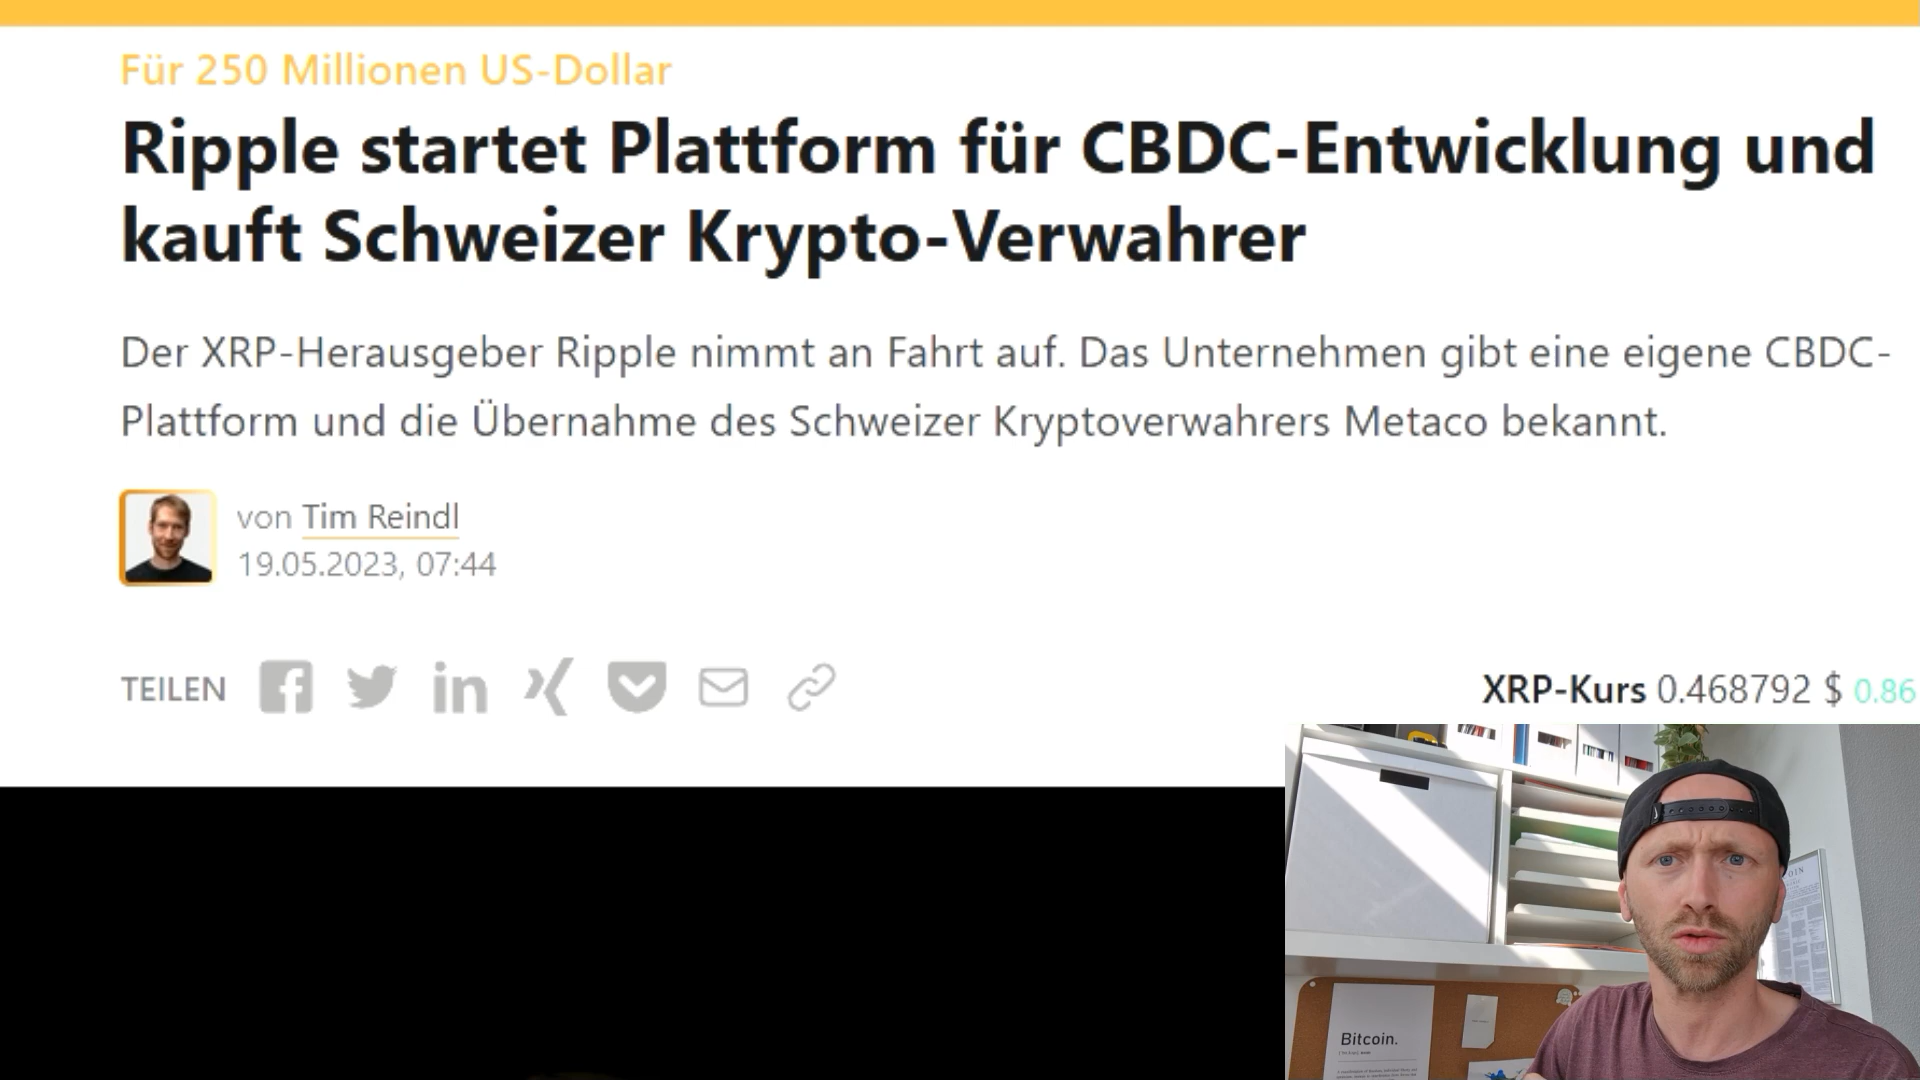 Für 250 Millionen US-Dollar
Ripple startet Plattform für CBDC-Entwicklung und
kauft Schweizer Krypto-Verwahrer
Der XRP-Herausgeber Ripple nimmt an Fahrt auf. Das Unternehmen gibt eine eigene CBDC-
Plattform und die Übernahme des Schweizer Kryptoverwahrers Metaco bekannt.
von Tim Reindl
19.05.2023, 07:44
TEILEN
XRP-Kurs 0.468792 $ 0.86
Bitcoin.